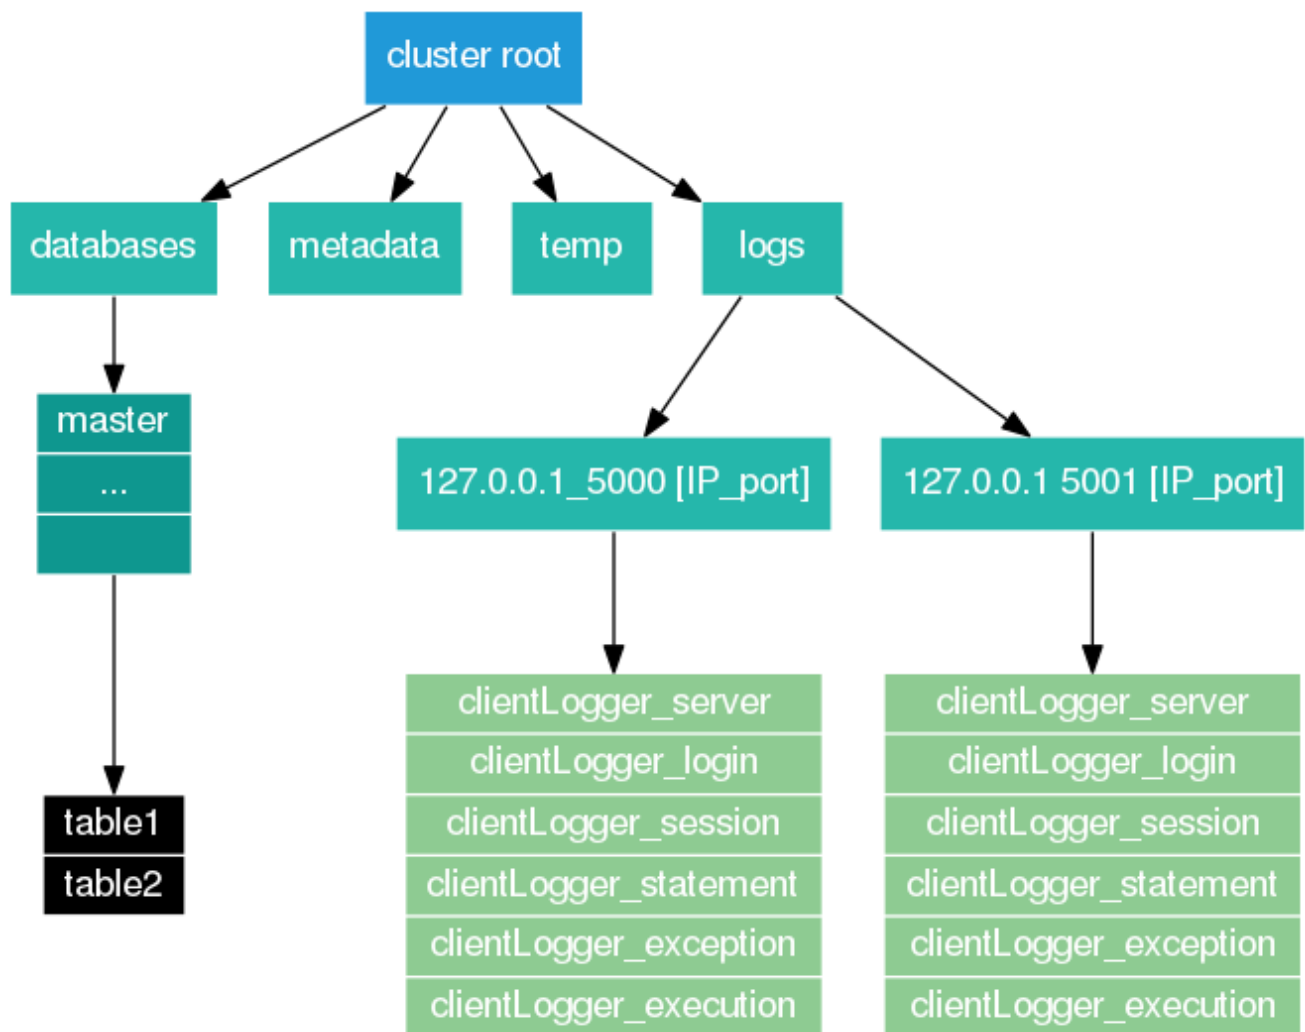 cluster root
databases
metadata
temp
logs
master
...
127.0.0.1_5000 [IP_port]
127.0.0.1 5001 [IP_port]
clientLogger_server
clientLogger_login
clientLogger_session
clientLogger_statement
clientLogger_exception
clientLogger_execution
clientLogger_server
clientLogger_login
clientLogger_session
clientLogger_statement
clientLogger_exception
clientLogger_execution
table1
table2